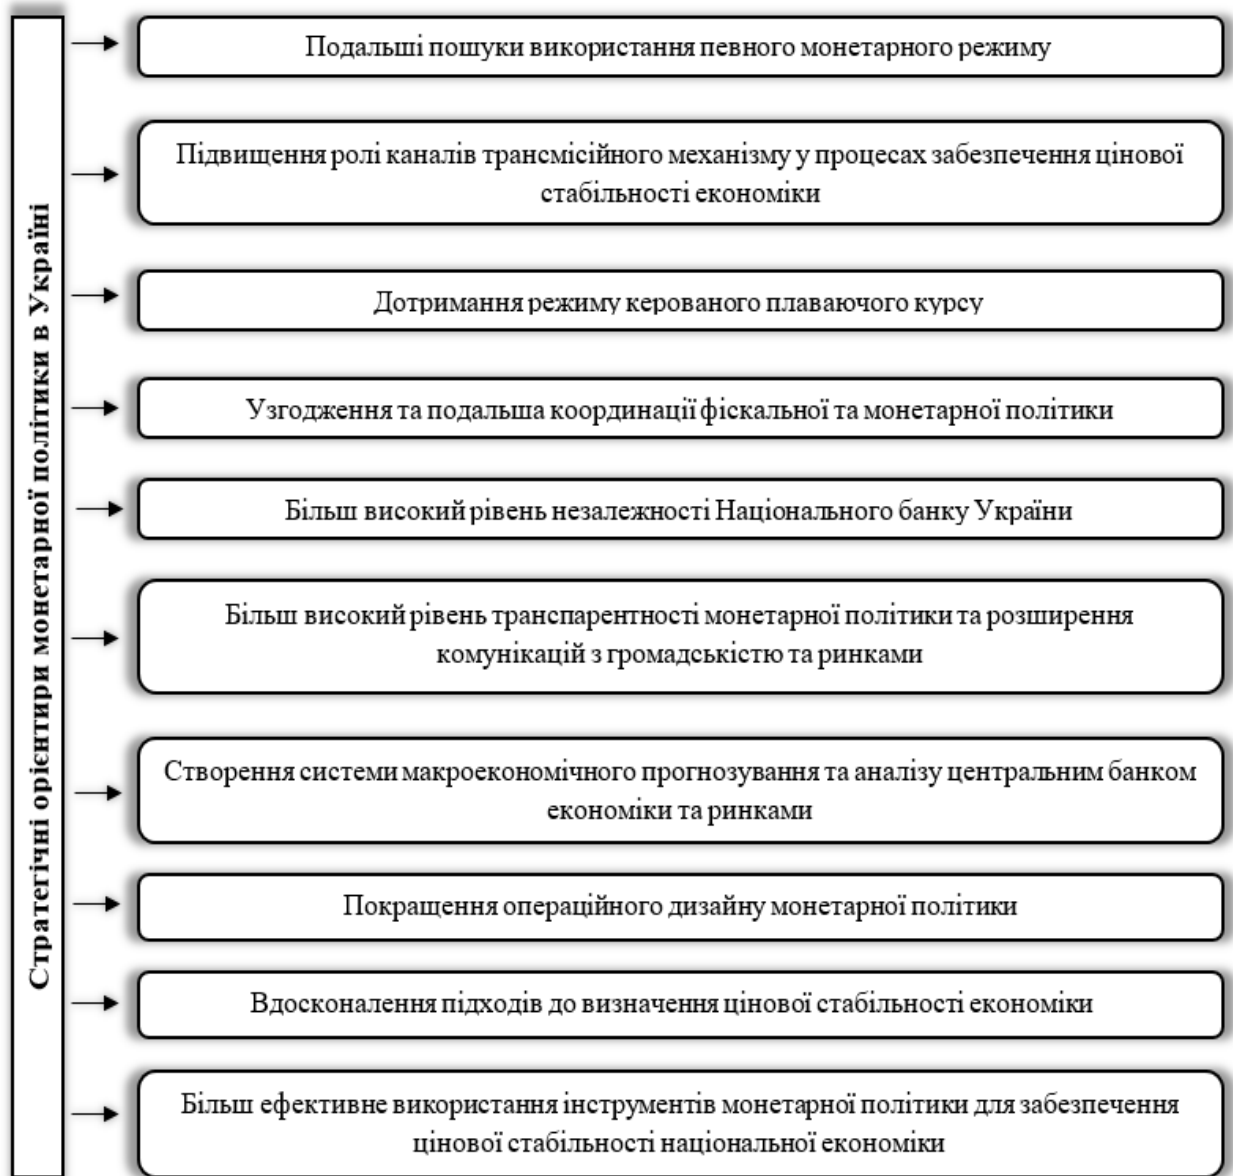 Стратегічні орієнтири монетарної політики в Україні
Подальші пошуки використання певного монетарного режиму
Підвищення ролі каналів трансмісійного механізму у процесах забезпечення цінової
стабільності економіки
Дотримання режиму керованого плаваючого курсу
Узгодження та подальша координації фіскальної та монетарної політики
Більш високий рівень незалежності Національного банку України
Більш високий рівень транспарентності монетарної політики та розширення
комунікацій з громадськістю та ринками
Створення системи макроекономічного прогнозування та аналізу центральним банком
економіки та ринками
Покращення операційного дизайну монетарної політики
Вдосконалення підходів до визначення цінової стабільності економіки
Більш ефективне використання інструментів монетарної політики для забезпечення
цінової стабільності національної економіки